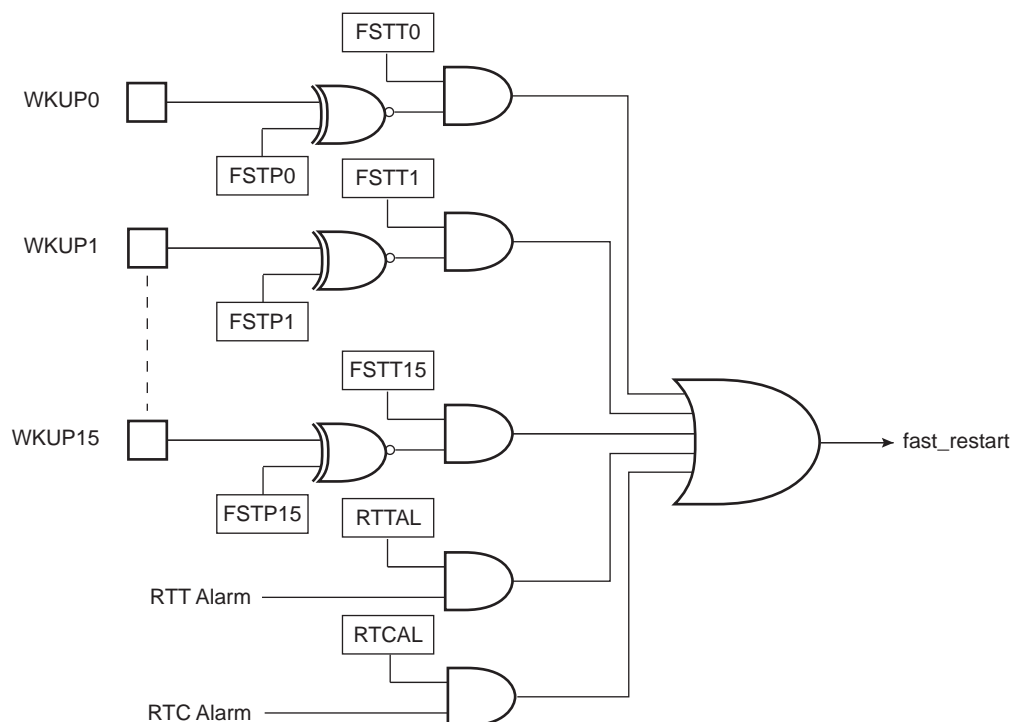 FSTT0
WKUP0
FSTP0
FSTT1
WKUP1
FSTP1
FSTT15
WKUP15
fast_restart
FSTP15
RTTAL
RTT Alarm
RTCAL
RTC Alarm